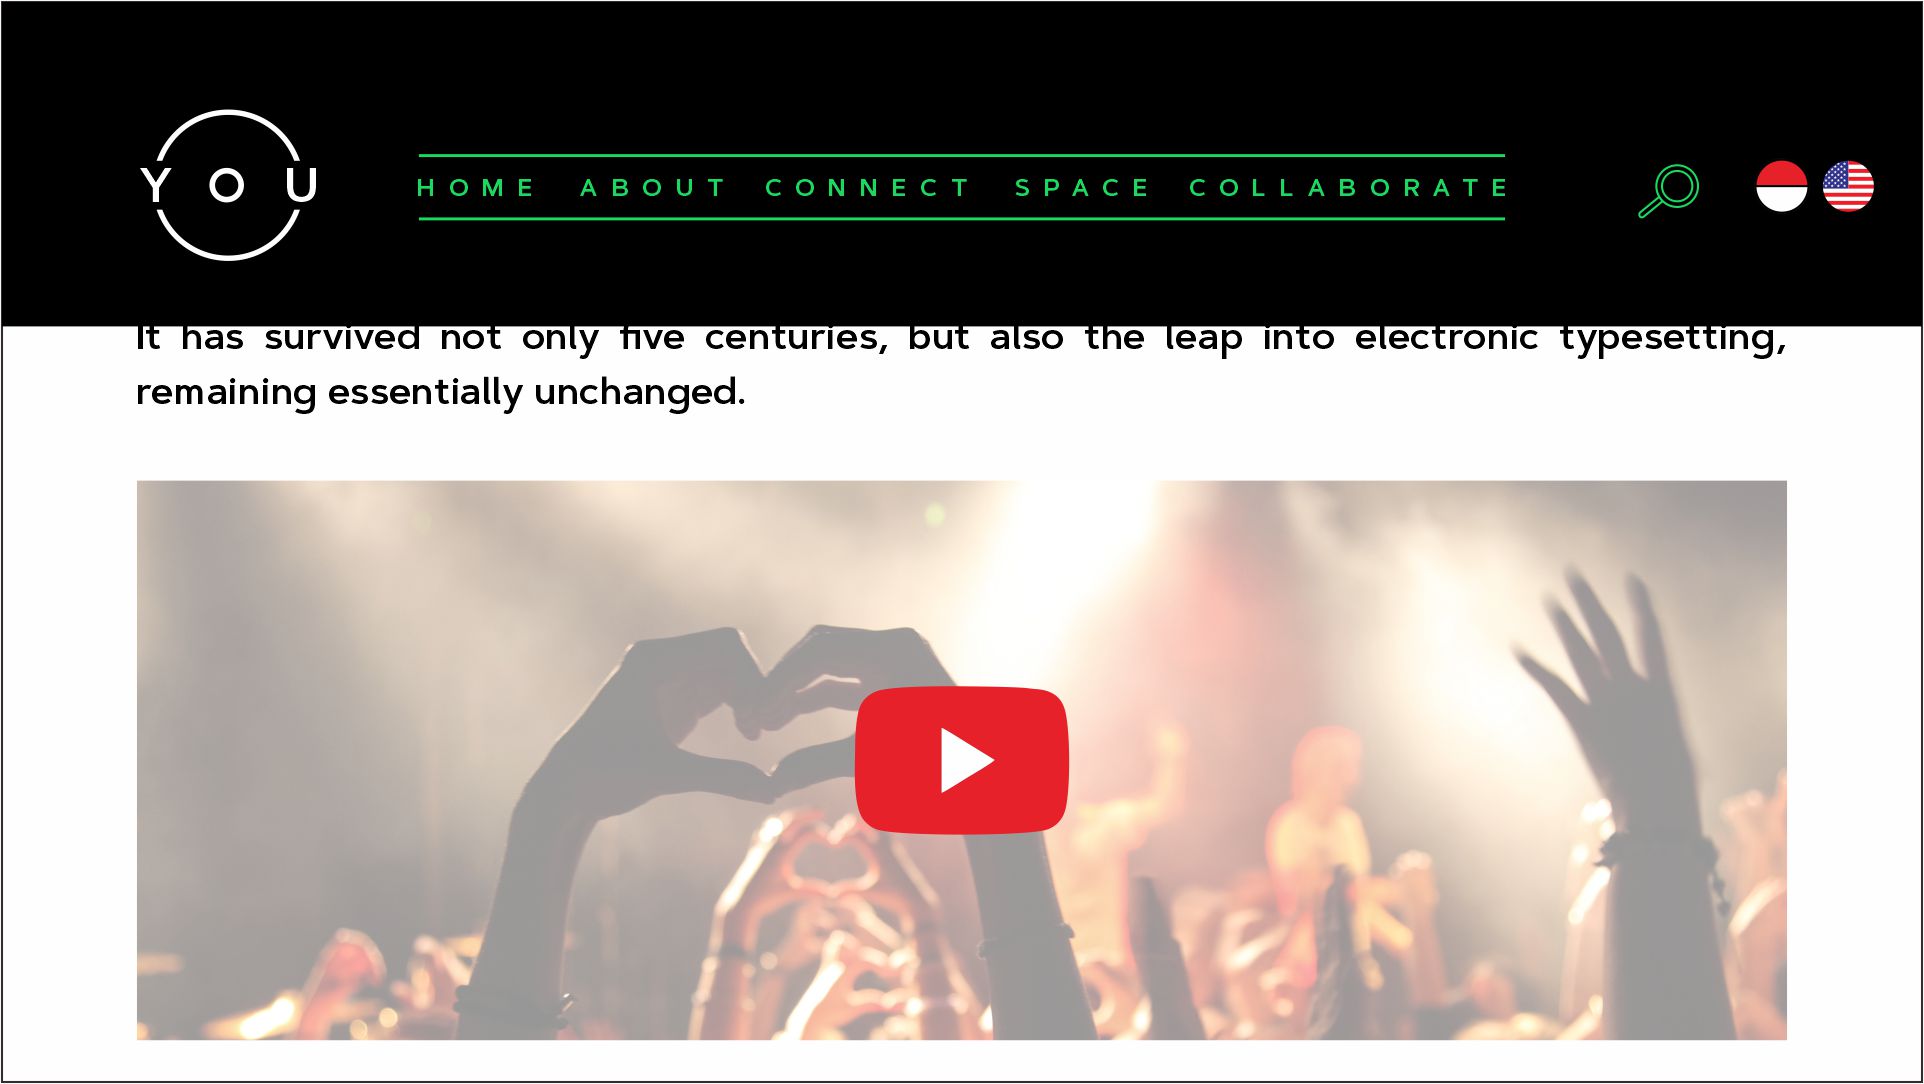 YOU
HOME ABOUT CONNECT SPACE COLLABORATE
It has survived not only five centuries, but also the leap into electronic typesetting,
remaining essentially unchanged.